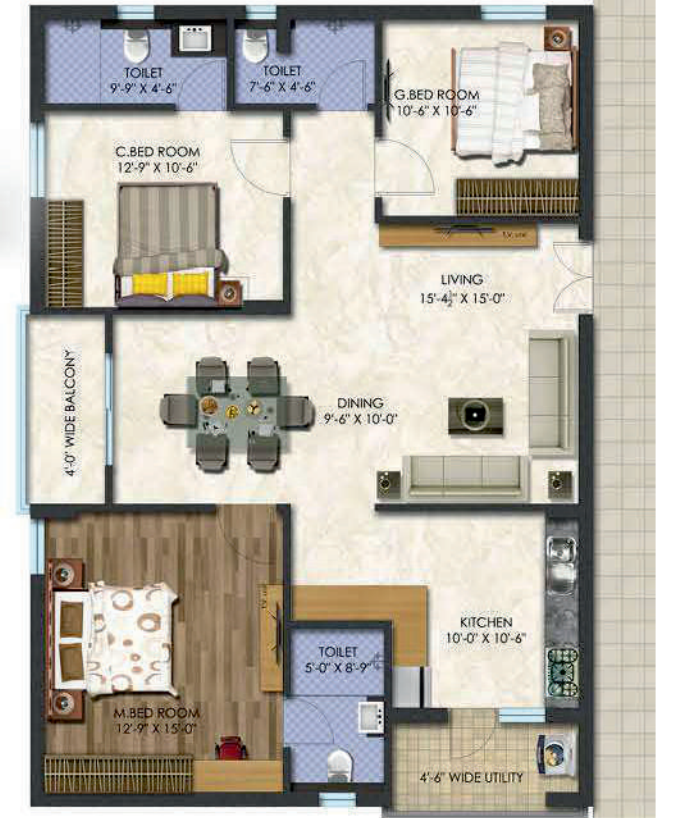 TOILET
9'-9" X 4'-6"
TOILET
7'-6" X 4'-6"
G.BED ROOM
10'-6" X 10'-6"
C.BED ROOM
12'-9" X 10'-6"
T.V. unit
LIVING
15'-4½" X 15'-0"
4'-0" WIDE BALCONY
DINING
9'-6" X 10'-0"
T.V. unit
KITCHEN
10'-0" X 10'-6"
TOILET
5'-0" X 8'-9"
M.BED ROOM
12'-9" X 15'-0"
4'-6" WIDE UTILITY